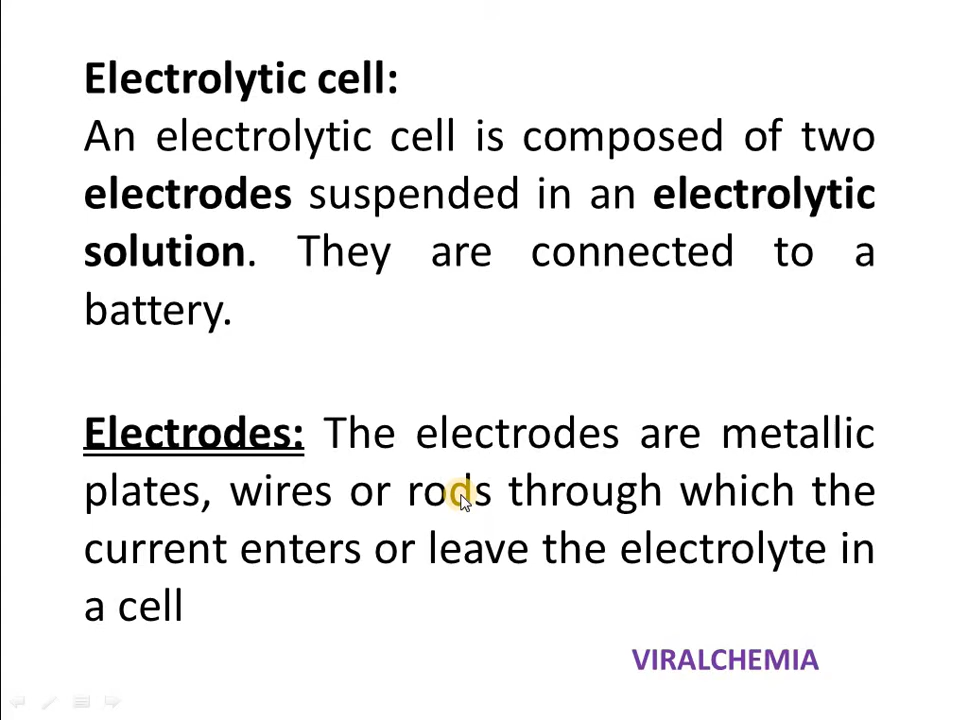 Electrolytic cell:
An electrolytic cell is composed of two
electrodes suspended in an electrolytic
solution. They are connected to a
battery.
Electrodes: The electrodes are metallic
plates, wires or rods through which the
current enters or leave the electrolyte in
a cell
VIRALCHEMIA